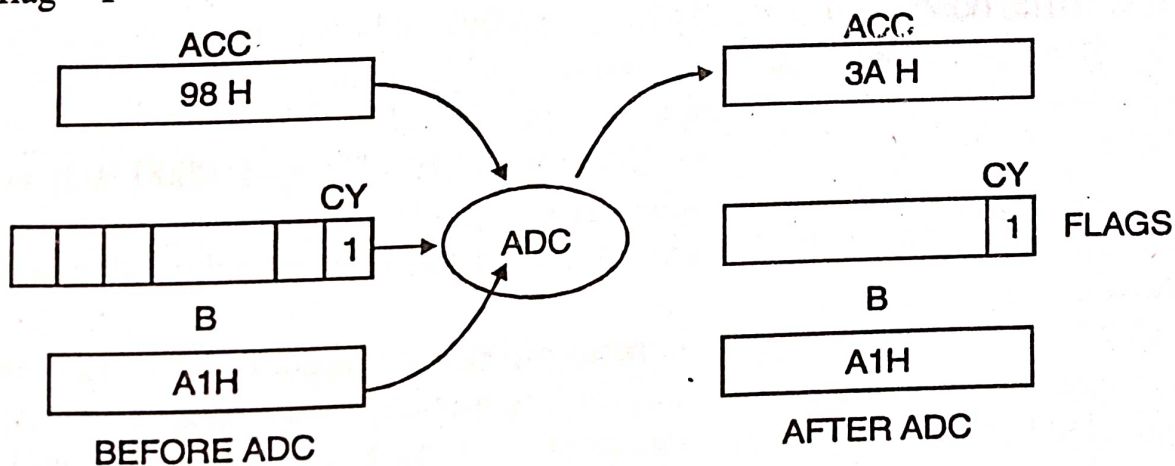 ACC
98 H
CY
1
B
A1H
BEFORE ADC
ADC
ACC
3A H
CY
1 FLAGS
B
A1H
AFTER ADC